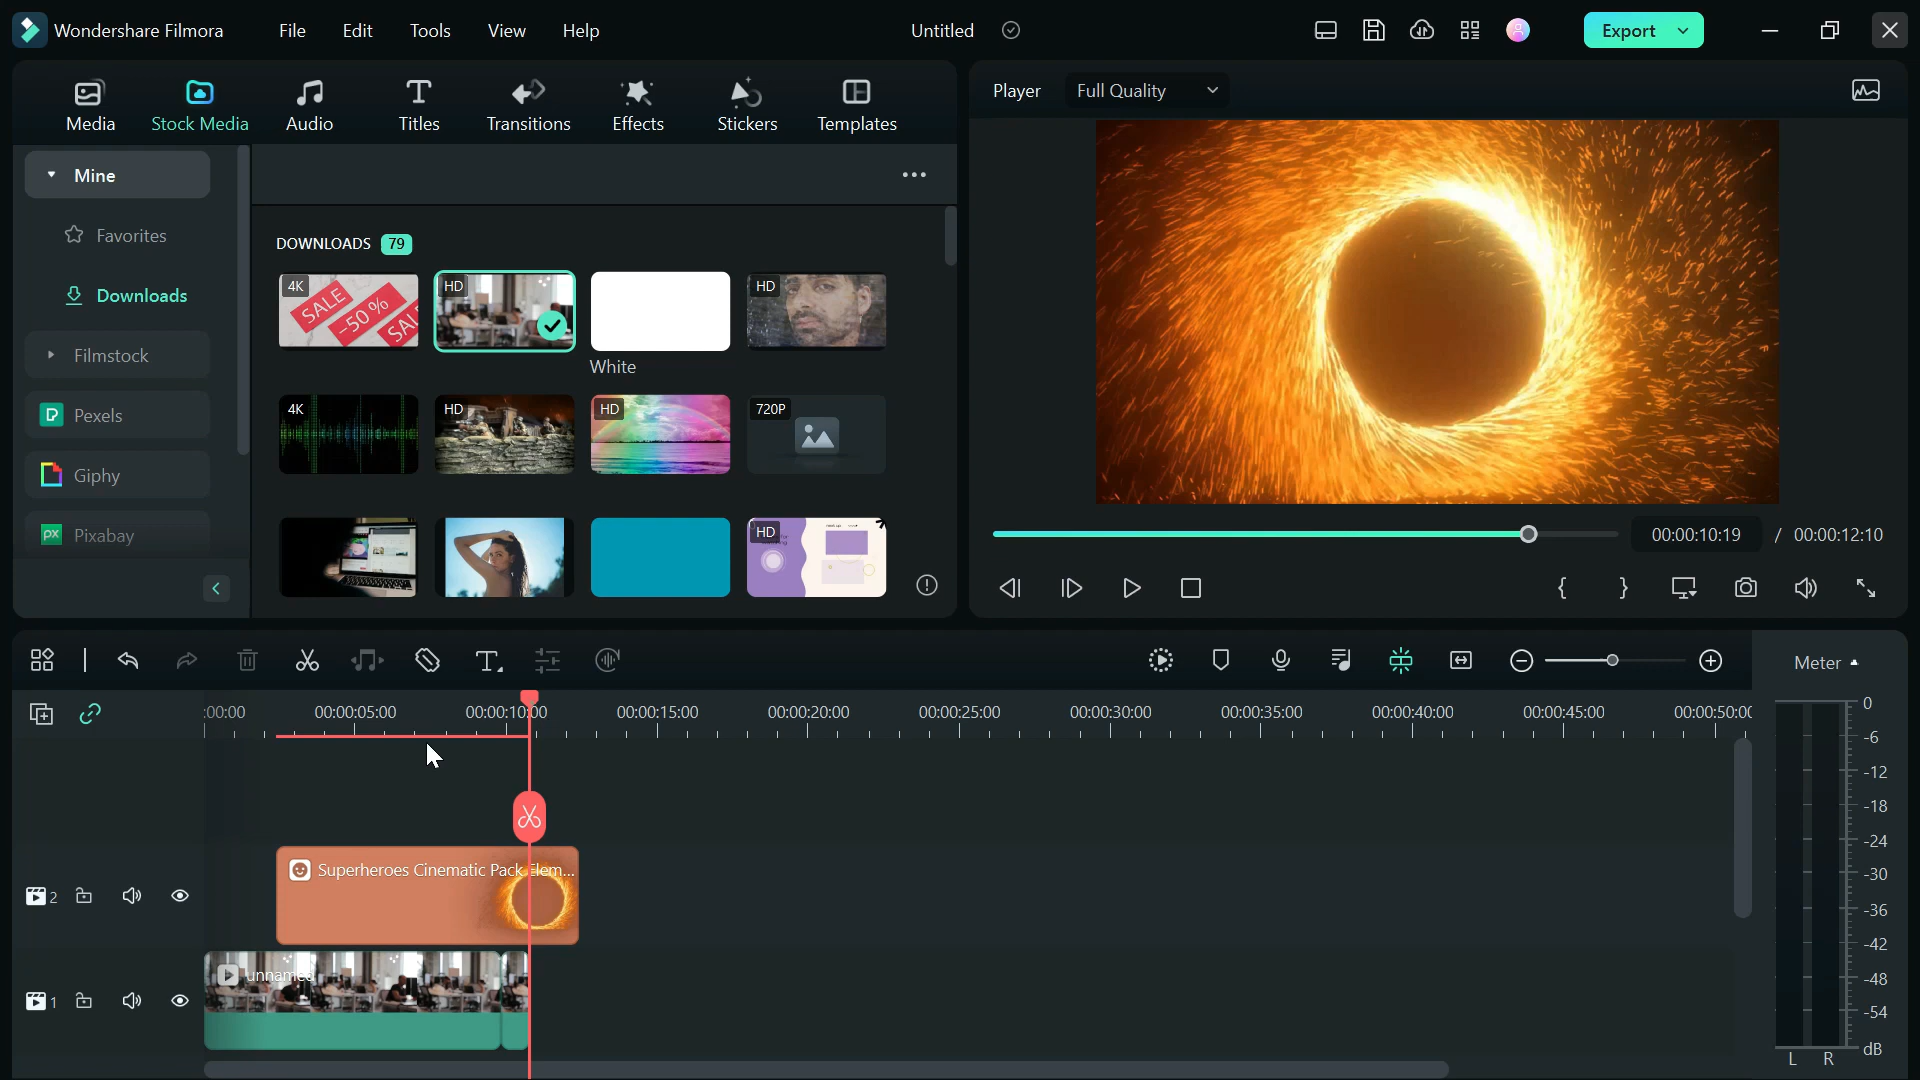 Wondershare Filmora
File
Edit
Tools
View
Help
Untitled
Export
Media
Stock Media
Audio
Titles
Transitions
Effects
Stickers
Templates
Player
Full Quality
Mine
Favorites
Downloads
Filmstock
Pexels
Giphy
Pixabay
DOWNLOADS 79
4K
SALE
-50 %
HD
White
HD
4K
HD
HD
720P
HD
00:00:10:19 / 00:00:12:10
Meter
:00:00
00:00:05:00
00:00:10:00
00:00:15:00
00:00:20:00
00:00:25:00
00:00:30:00
00:00:35:00
00:00:40:00
00:00:45:00
00:00:50:00
Superheroes Cinematic Pack Elem...
2
unnamed
1
0
-6
-12
-18
-24
-30
-36
-42
-48
-54
dB
L R